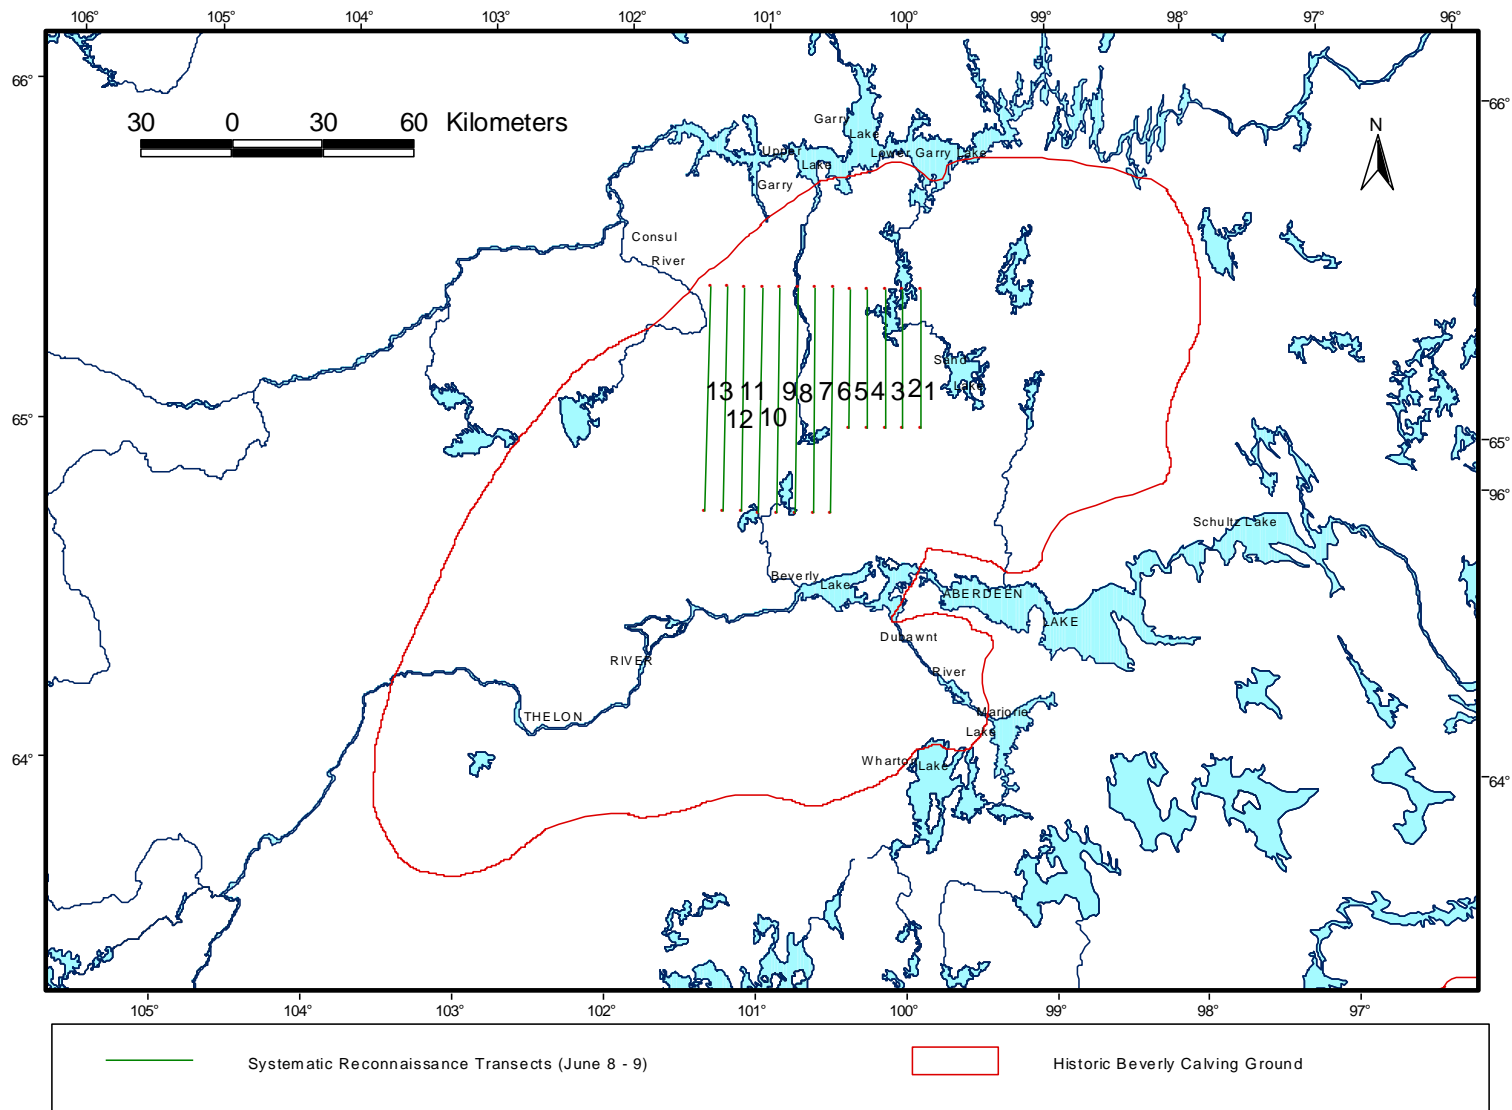 106° 105° 104° 103° 102° 101° 100° 99° 98° 97° 96°
66°
66°
30 0 30 60 Kilometers
N
Garry
Lake
Upper
Lake
Lower Garry Lake
Garry
Consul
River
Sand
Lake
13 11 9 8 7 6 5 4 3 2 1
12 10
65°
65°
96°
Schultz Lake
Beverly
Lake
ABERDEEN
LAKE
Dubawnt
River
RIVER
THELON
Marjorie
Lake
Wharton
Lake
64°
64°
105° 104° 103° 102° 101° 100° 99° 98° 97°
Systematic Reconnaissance Transects (June 8 - 9)
Historic Beverly Calving Ground